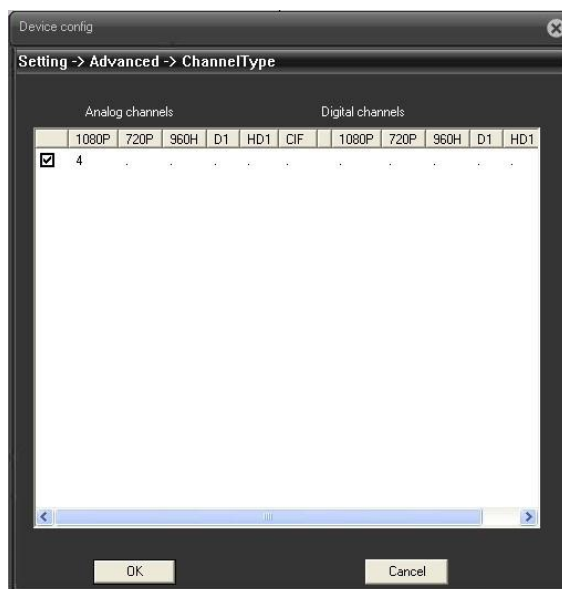 Device config
Setting -> Advanced -> ChannelType
Analog channels Digital channels
1080P 720P 960H D1 HD1 CIF 1080P 720P 960H D1 HD1
4 . . . . . . . . . .
OK Cancel